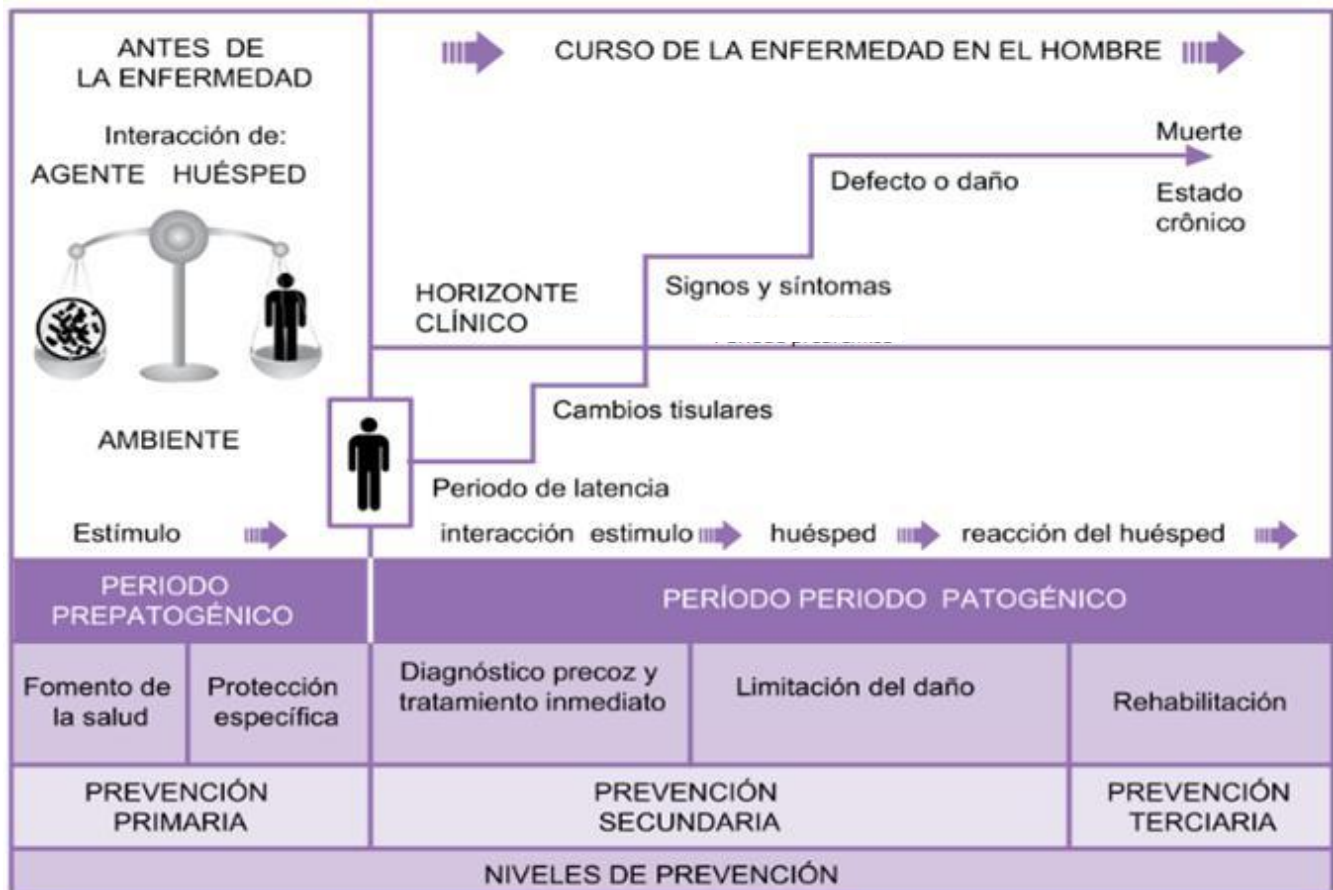 ANTES DE
LA ENFERMEDAD
Interacción de:
AGENTE HUÉSPED
AMBIENTE
Estímulo
CURSO DE LA ENFERMEDAD EN EL HOMBRE
Muerte
Defecto o daño
Estado
crônico
Signos y síntomas
HORIZONTE
CLÍNICO
Cambios tisulares
Periodo de latencia
interacción estimulo huésped reacción del huésped
PERIODO
PREPATOGÉNICO
PERÍODO PERIODO PATOGÉNICO
Fomento de
la salud
Protección
específica
Diagnóstico precoz y
tratamiento inmediato
Limitación del daño
Rehabilitación
PREVENCIÓN
PRIMARIA
PREVENCIÓN
SECUNDARIA
PREVENCIÓN
TERCIARIA
NIVELES DE PREVENCIÓN